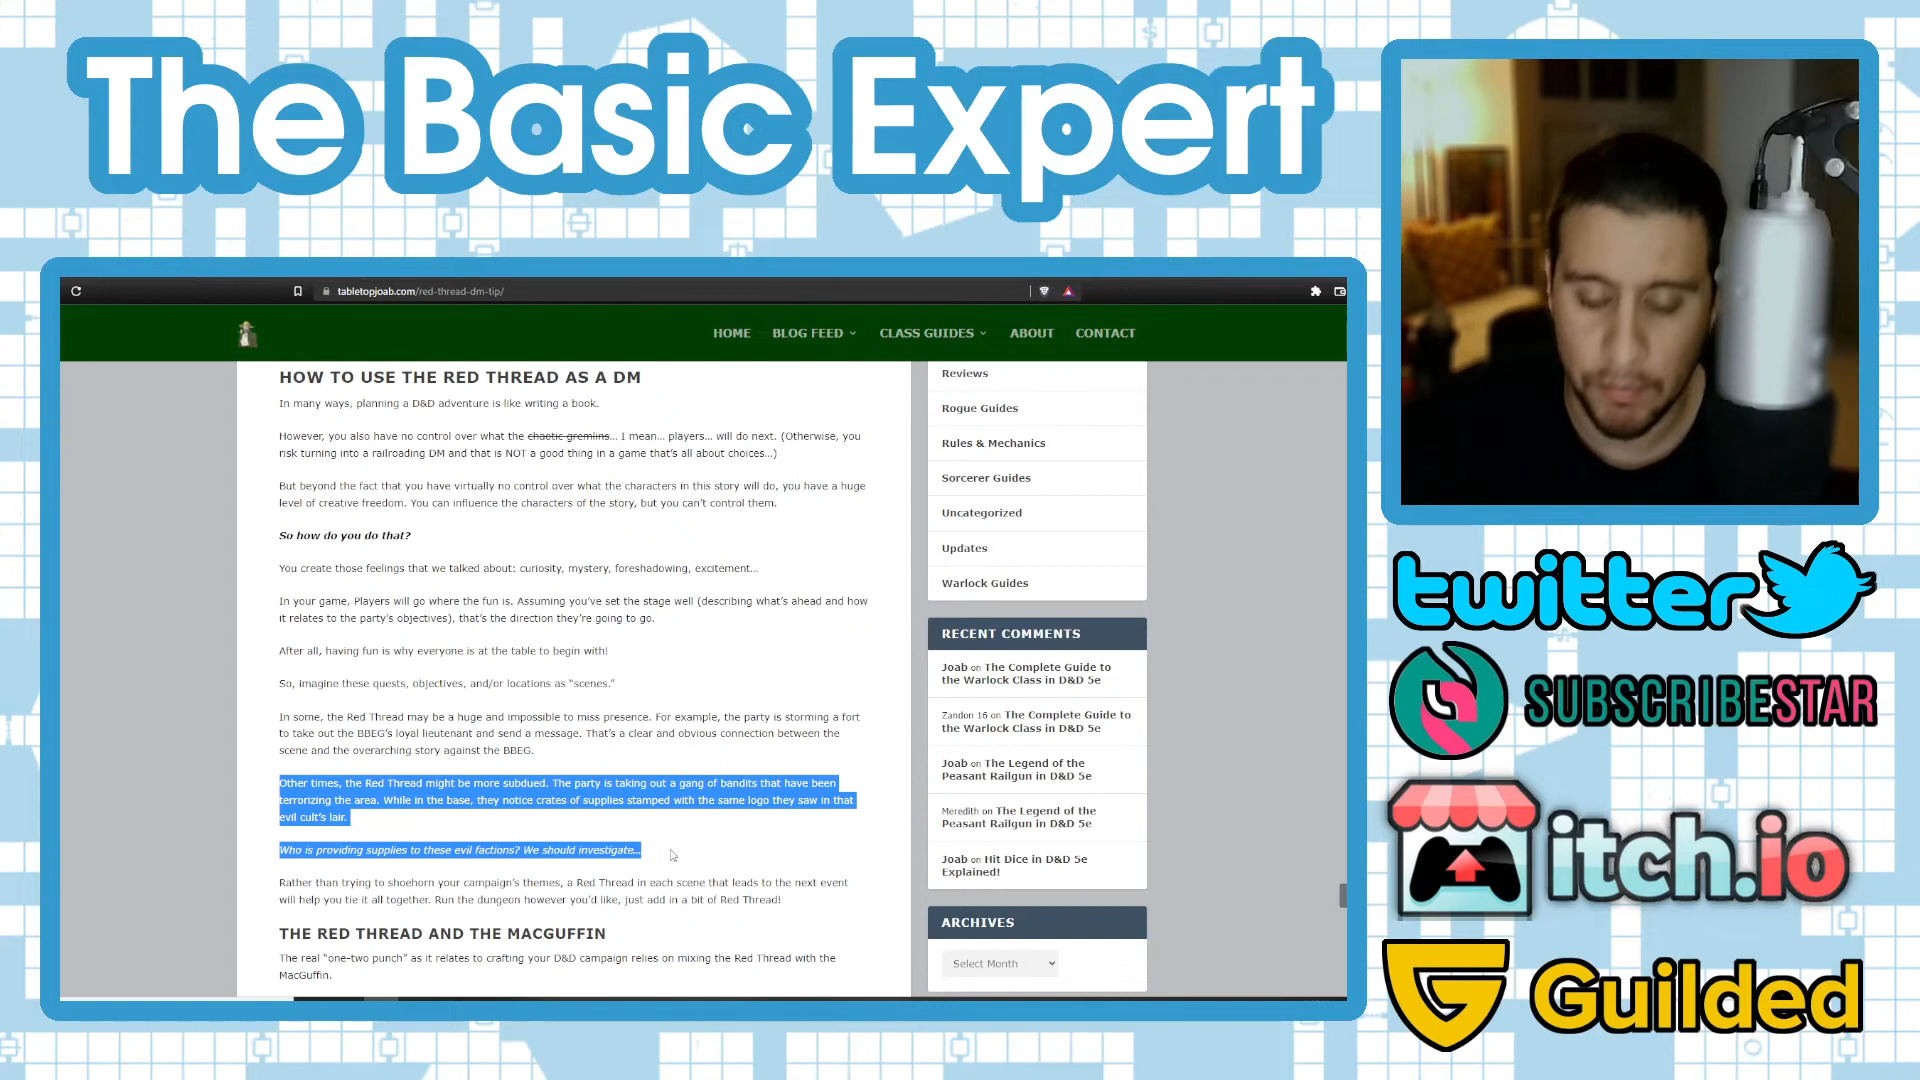 The Basic Expert
tabletopjoab.com/red-thread-dm-tip/
HOME
BLOG FEED
CLASS GUIDES
ABOUT
CONTACT
HOW TO USE THE RED THREAD AS A DM
In many ways, planning a D&D adventure is like writing a book.
However, you also have no control over what the chaotic gremlins... I mean... players... will do next. (Otherwise, you
risk turning into a railroading DM and that is NOT a good thing in a game that's all about choices...)
But beyond the fact that you have virtually no control over what the characters in this story will do, you have a huge
level of creative freedom. You can influence the characters of the story, but you can't control them.
So how do you do that?
You create those feelings that we talked about: curiosity, mystery, foreshadowing, excitement...
In your game, Players will go where the fun is. Assuming you've set the stage well (describing what's ahead and how
it relates to the party's objectives), that's the direction they're going to go.
After all, having fun is why everyone is at the table to begin with!
So, imagine these quests, objectives, and/or locations as "scenes."
In some, the Red Thread may be a huge and impossible to miss presence. For example, the party is storming a fort
to take out the BBEG's loyal lieutenant and send a message. That's a clear and obvious connection between the
scene and the overarching story against the BBEG.
Other times, the Red Thread might be more subdued. The party is taking out a gang of bandits that have been
terrorizing the area. While in the base, they notice crates of supplies stamped with the same logo they saw in that
evil cult's lair.
Who is providing supplies to these evil factions? We should investigate...
Rather than trying to shoehorn your campaign's themes, a Red Thread in each scene that leads to the next event
will help you tie it all together. Run the dungeon however you'd like, just add in a bit of Red Thread!
THE RED THREAD AND THE MACGUFFIN
The real "one-two punch" as it relates to crafting your D&D campaign relies on mixing the Red Thread with the
MacGuffin.
Reviews
Rogue Guides
Rules & Mechanics
Sorcerer Guides
Uncategorized
Updates
Warlock Guides
RECENT COMMENTS
Joab on The Complete Guide to
the Warlock Class in D&D 5e
Zandon 16 on The Complete Guide to
the Warlock Class in D&D 5e
Joab on The Legend of the
Peasant Railgun in D&D 5e
Meredith on The Legend of the
Peasant Railgun in D&D 5e
Joab on Hit Dice in D&D 5e
Explained!
ARCHIVES
Select Month
twitter
SUBSCRIBESTAR
itch.io
Guilded